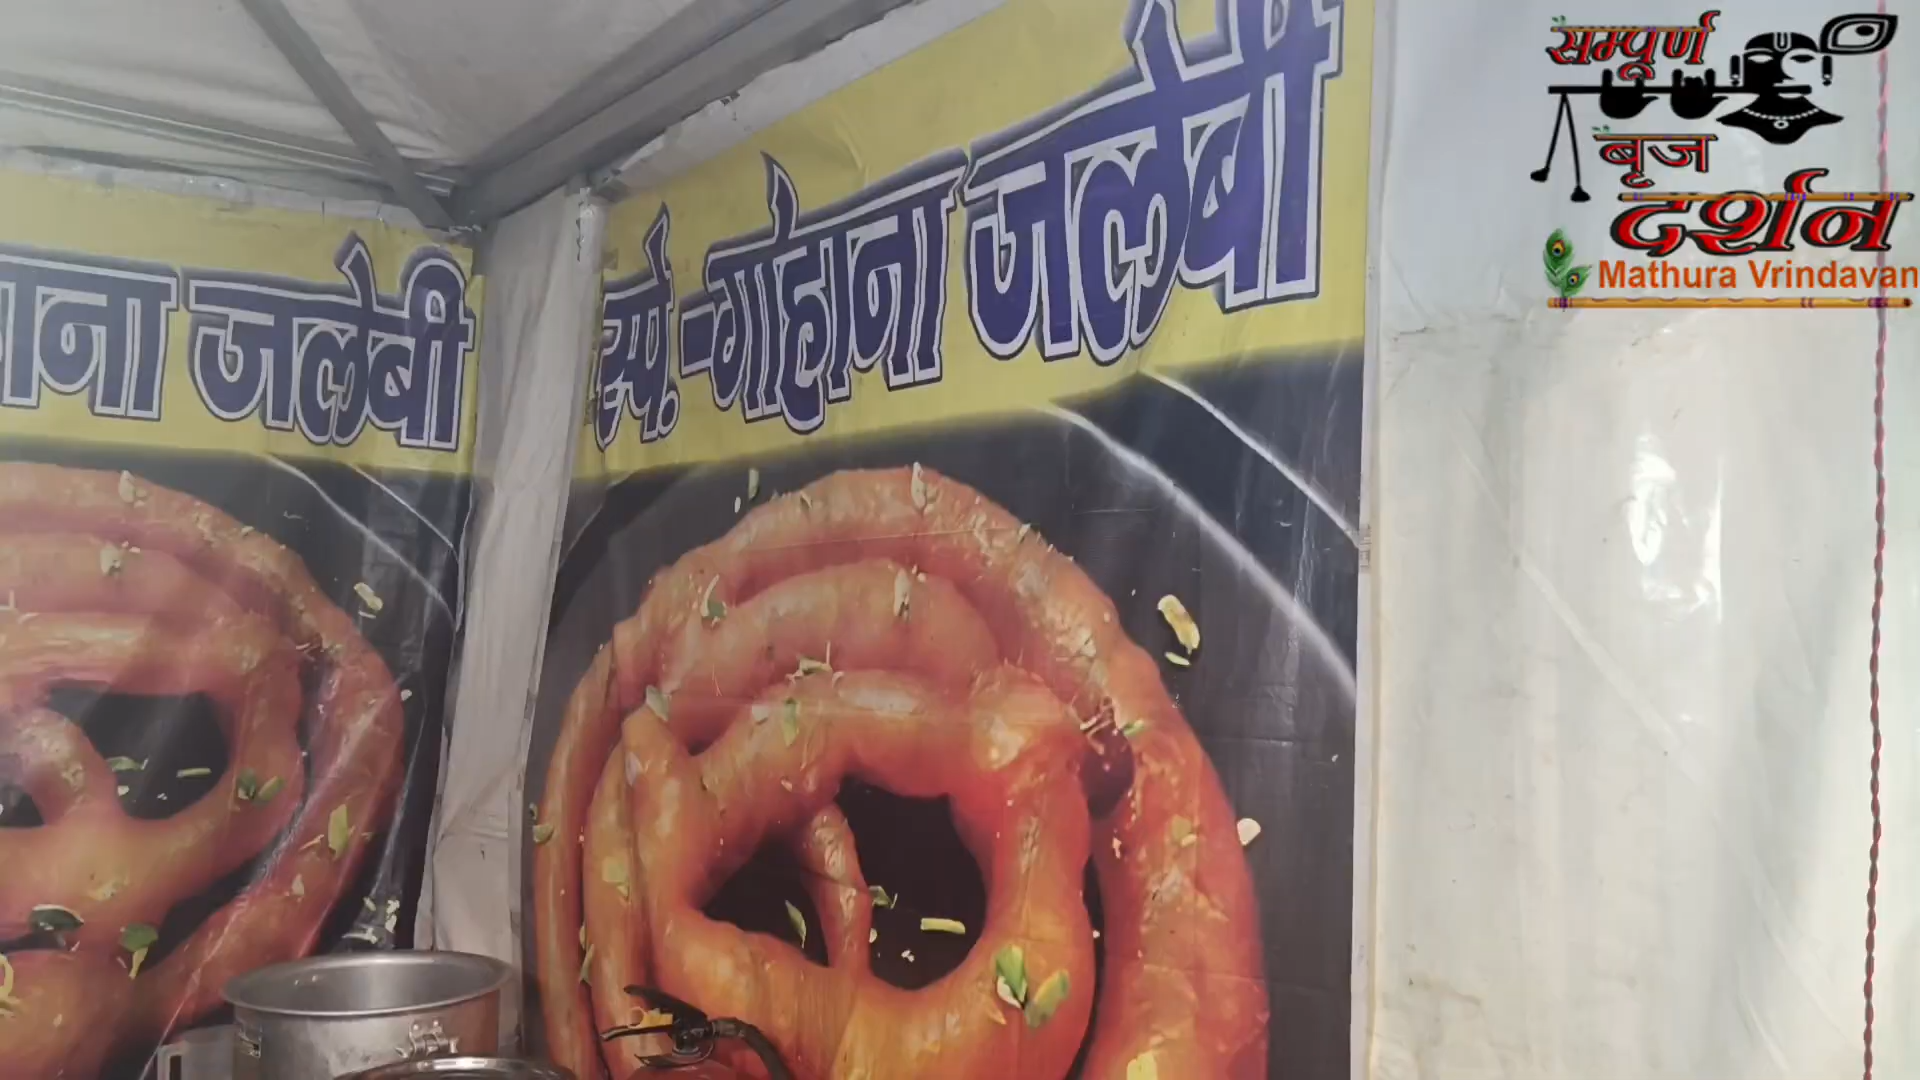 ाना जलेबी
स्पे.-गोहाना जलेबी
सम्पूर्ण
बृज
दर्शन
Mathura Vrindavan